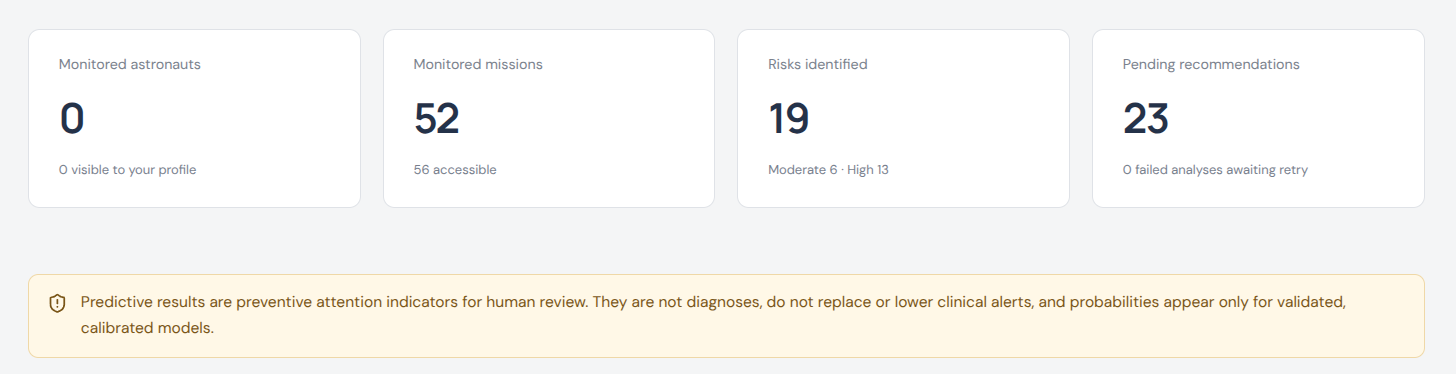 Monitored astronauts
0
0 visible to your profile
Monitored missions
52
56 accessible
Risks identified
19
Moderate 6 · High 13
Pending recommendations
23
0 failed analyses awaiting retry
Predictive results are preventive attention indicators for human review. They are not diagnoses, do not replace or lower clinical alerts, and probabilities appear only for validated,
calibrated models.